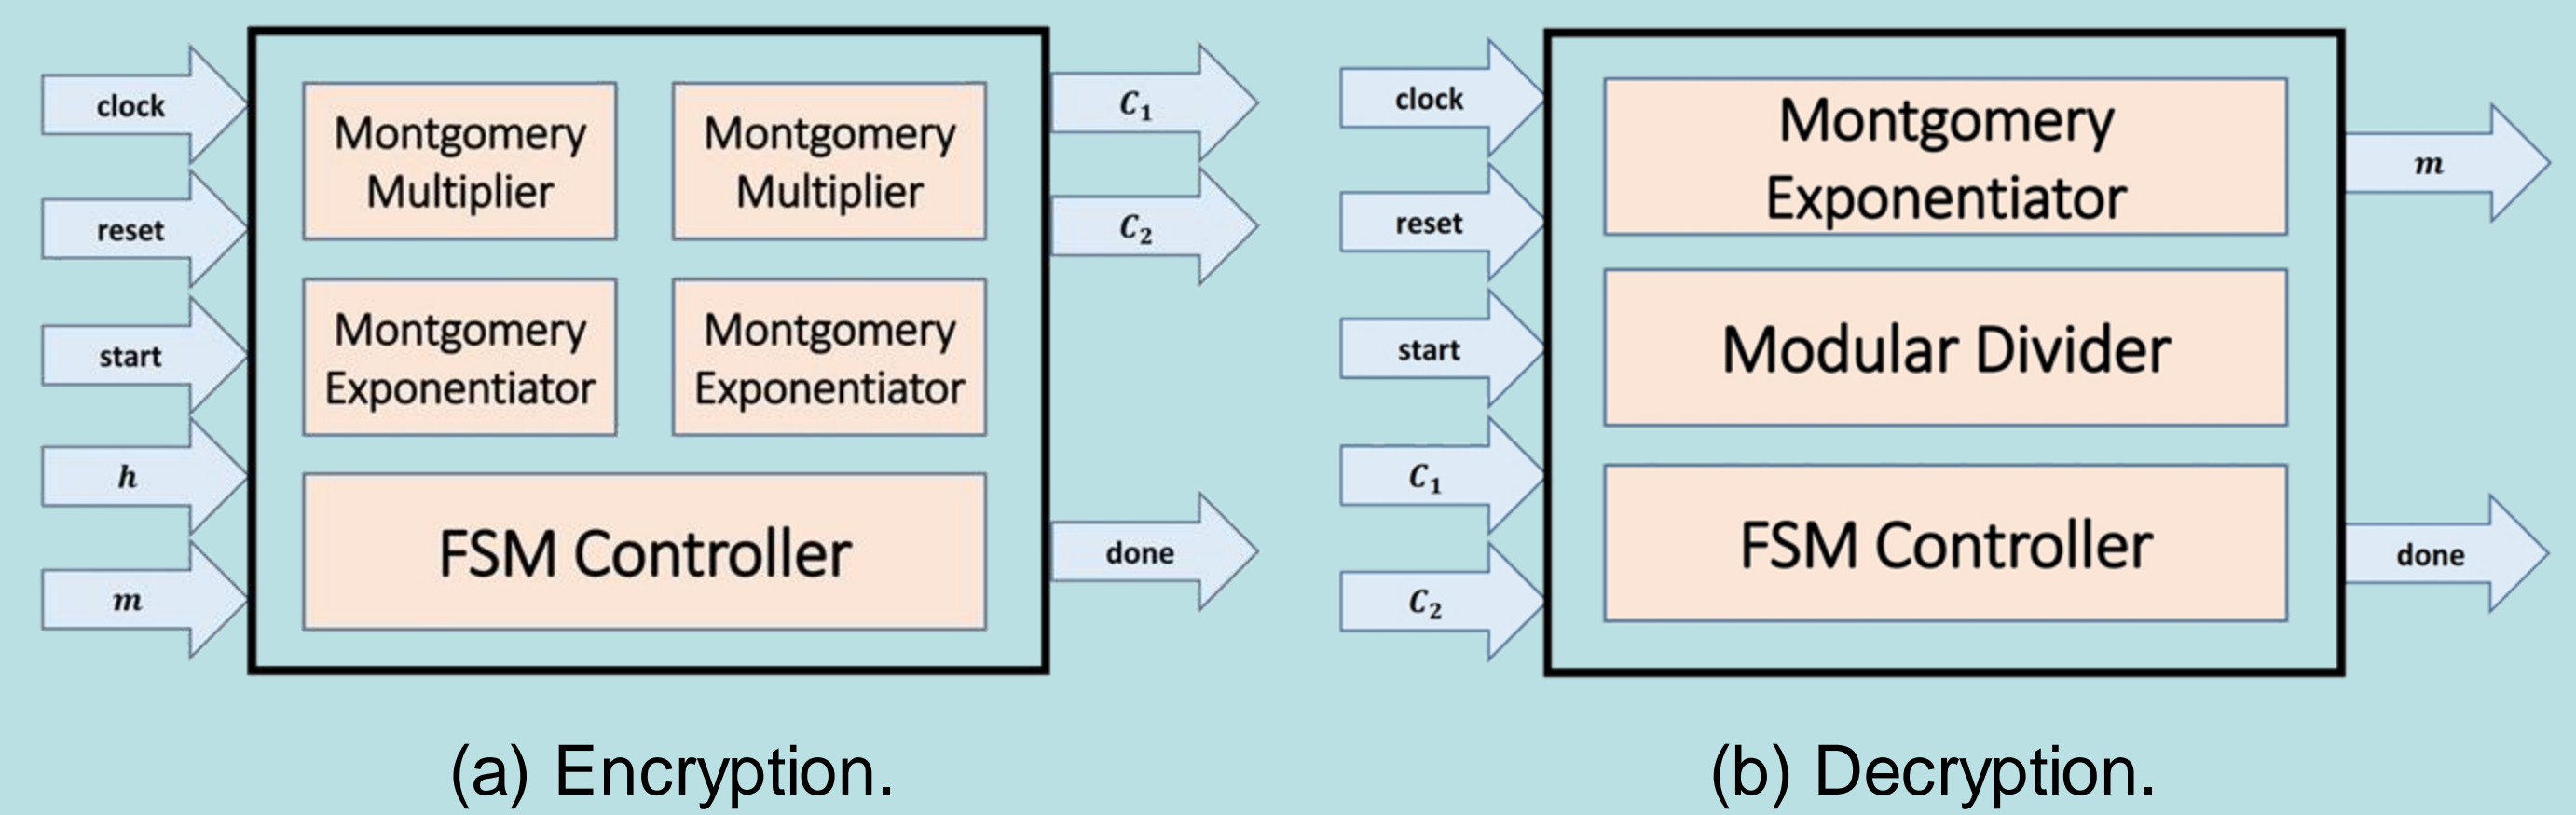 clock
reset
start
h
m
Montgomery
Multiplier
Montgomery
Multiplier
Montgomery
Exponentiator
Montgomery
Exponentiator
FSM Controller
C₁
C₂
done
(a) Encryption.
clock
reset
start
C₁
C₂
Montgomery
Exponentiator
Modular Divider
FSM Controller
m
done
(b) Decryption.